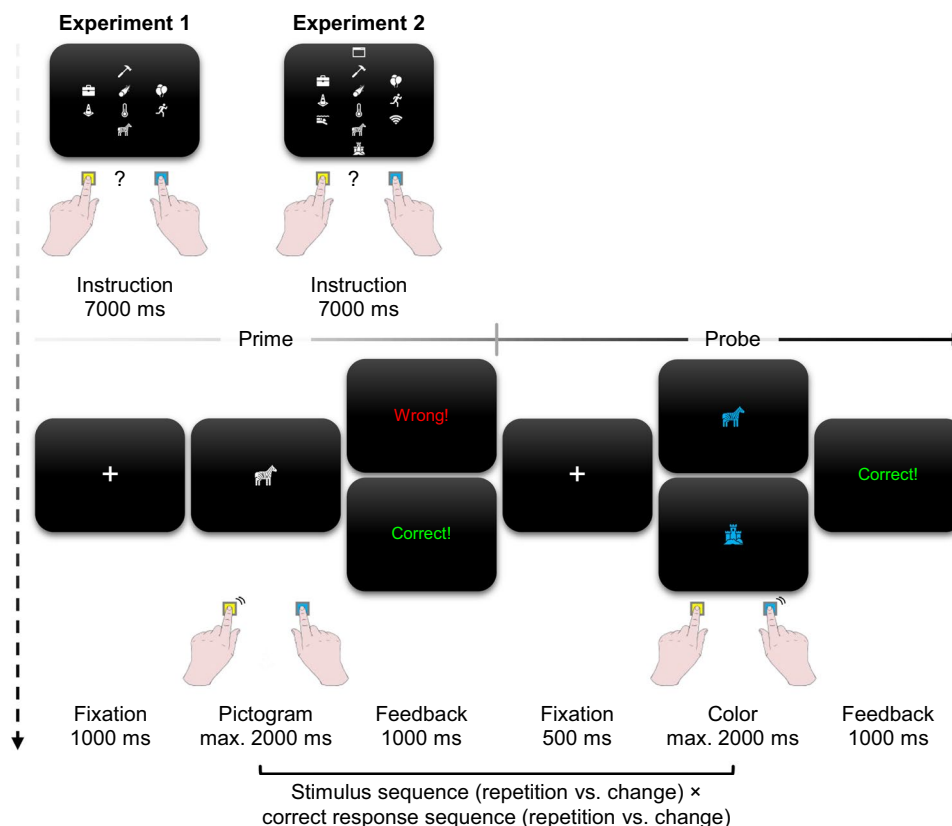 Experiment 1
Experiment 2
?
?
Instruction
7000 ms
Instruction
7000 ms
Prime
Probe
Wrong!
Correct!
Correct!
Fixation
1000 ms
Pictogram
max. 2000 ms
Feedback
1000 ms
Fixation
500 ms
Color
max. 2000 ms
Feedback
1000 ms
Stimulus sequence (repetition vs. change) ×
correct response sequence (repetition vs. change)